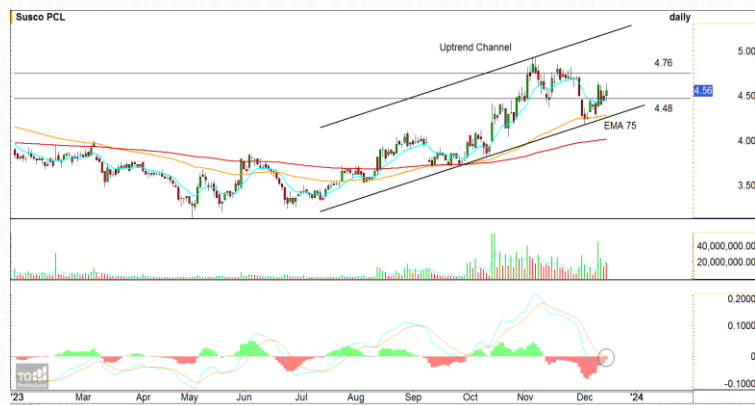 Susco PCL
daily
Uptrend Channel
5.00
4.76
4.56
4.50
4.48
EMA 75
4.00
3.50
40,000,000.00
20,000,000.00
0.2000
0.1000
0
-0.1000
'23 Mar Apr May Jun Jul Aug Sep Oct Nov Dec '24